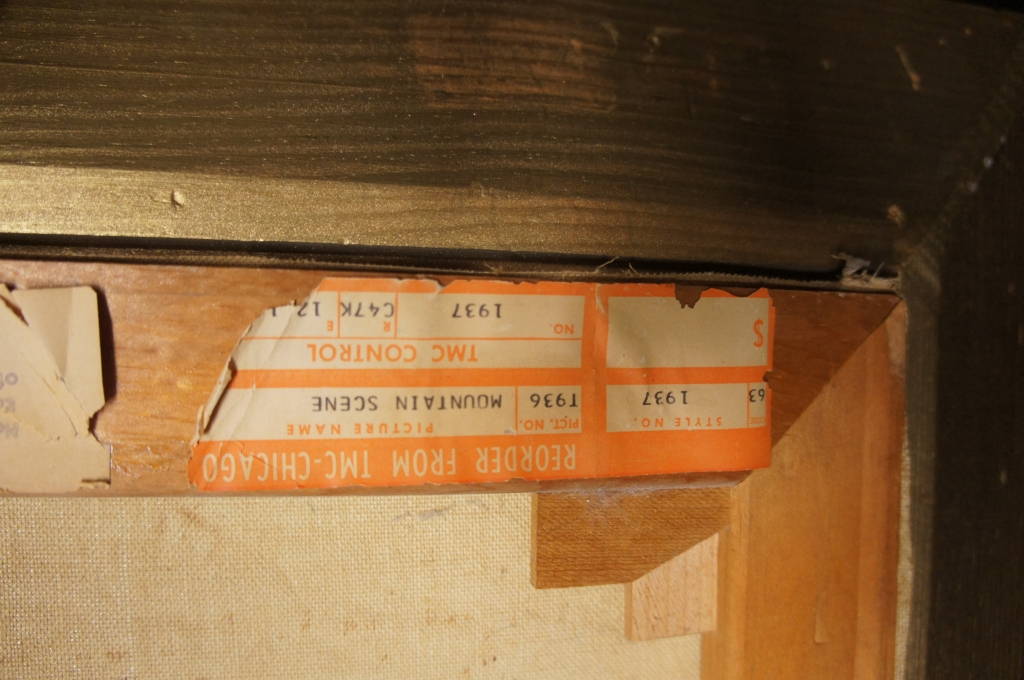 REORDER FROM TMC-CHICAGO
STYLE NO. PICT. NO. PICTURE NAME
63 1937 T936 MOUNTAIN SCENE
TMC CONTROL
$ NO. R E
1937 C47K